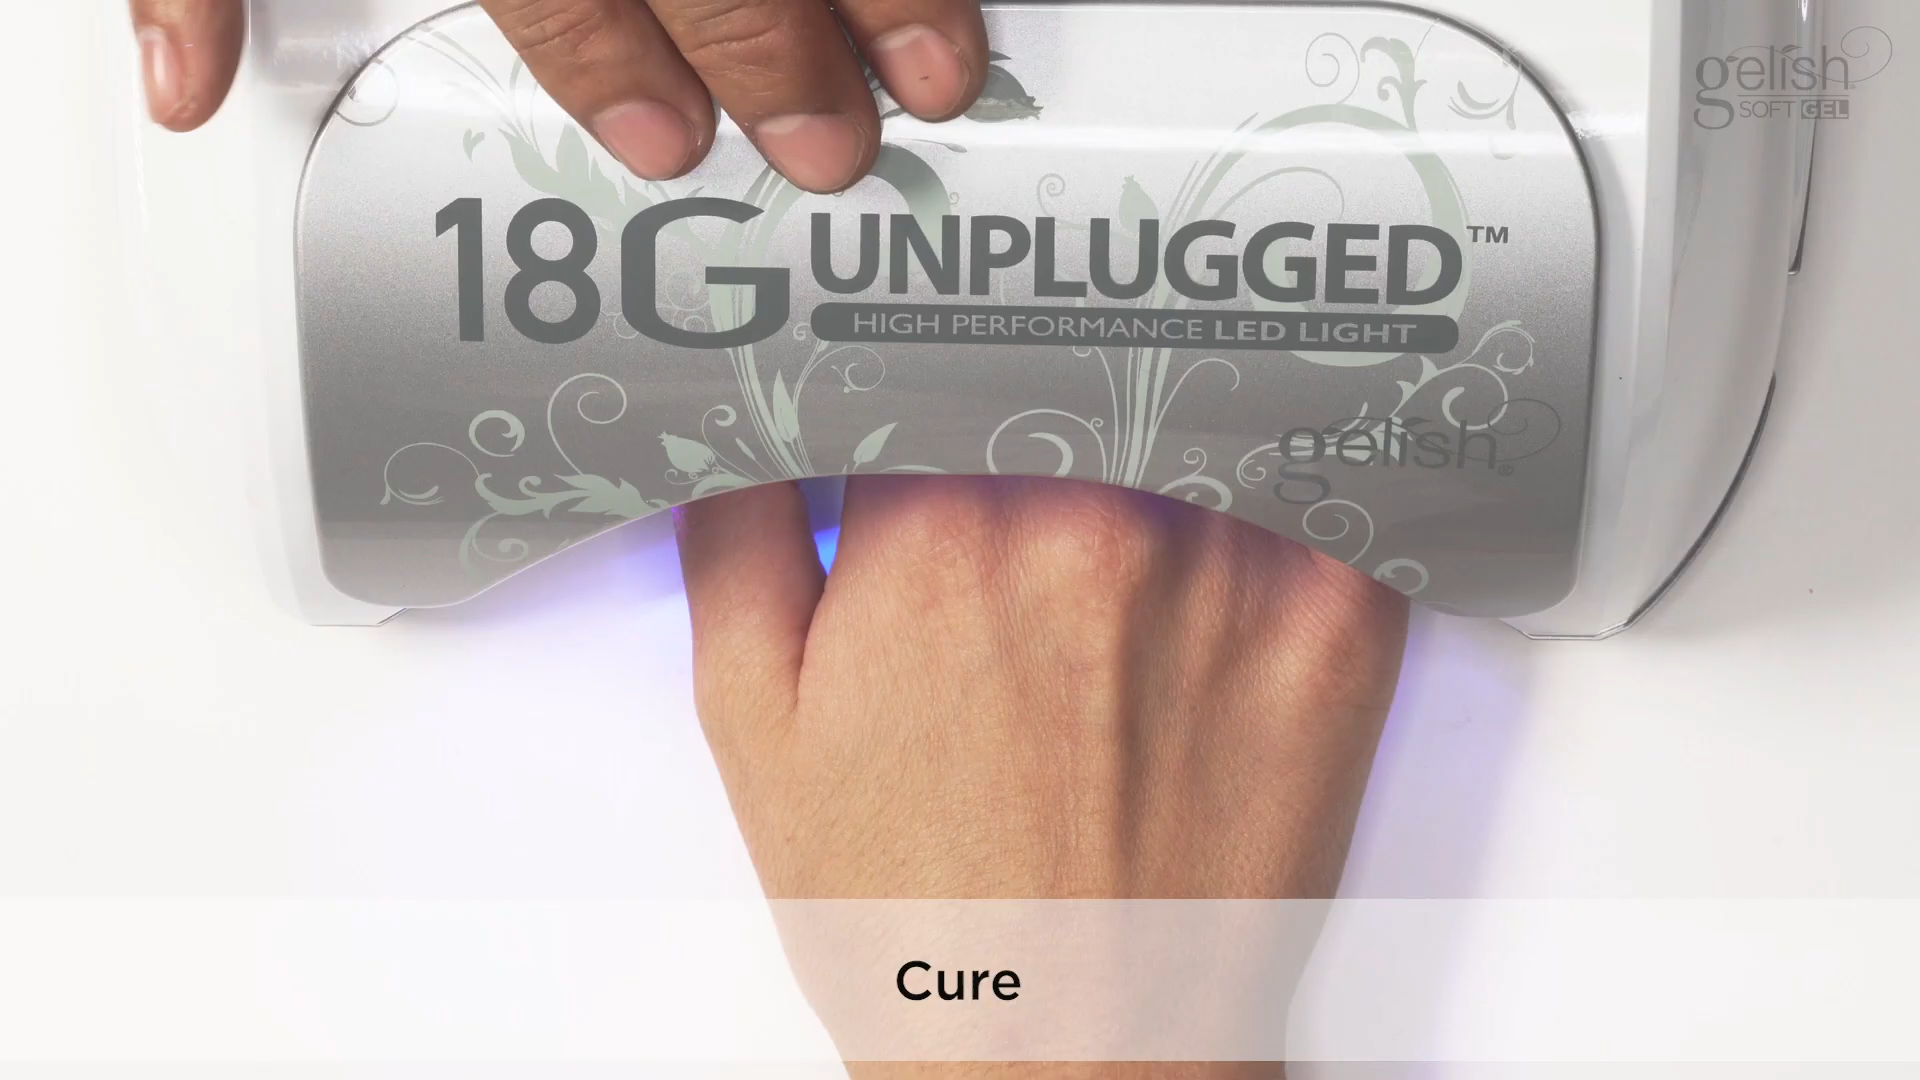 gelish
SOFT GEL
18G UNPLUGGED™
HIGH PERFORMANCE LED LIGHT
gelish®
Cure